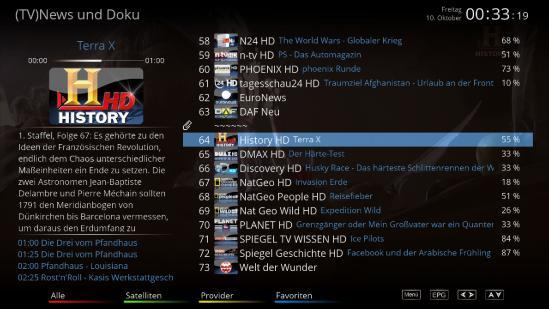 (TV)News und Doku
Freitag
10. Oktober
00:33:19
Terra X
00:00 01:00
HD
HISTORY
1. Staffel, Folge 67: Es gehörte zu den
Ideen der Französischen Revolution,
endlich dem Chaos unterschiedlicher
Maßeinheiten ein Ende zu setzen. Die
zwei Astronomen Jean-Baptiste
Delambre und Pierre Méchain sollten
1791 den Meridianbogen von
Dünkirchen bis Barcelona vermessen,
um daraus den Erdumfang zu
01:00 Die Drei vom Pfandhaus
01:25 Die Drei vom Pfandhaus
02:00 Pfandhaus - Louisiana
02:25 Rost'n'Roll - Kasis Werkstattgesch
58 N24 HD The World Wars - Globaler Krieg 68 %
59 n-tv HD PS - Das Automagazin 51 %
60 PHOENIX HD phoenix Runde 73 %
61 tagesschau24 HD Traumziel Afghanistan - Urlaub an der Front 10 %
62 EuroNews
63 DAF Neu
~~~~~~
64 History HD Terra X 55 %
65 DMAX HD Der Härte-Test 33 %
66 Discovery HD Husky Race - Das härteste Schlittenrennen der W 33 %
67 NatGeo HD Invasion Erde 18 %
68 NatGeo People HD Reisefieber 51 %
69 Nat Geo Wild HD Expedition Wild 26 %
70 PLANET HD Grenzgänger oder Mein Großvater war ein Quanten 33 %
71 SPIEGEL TV WISSEN HD Ice Pilots 84 %
72 Spiegel Geschichte HD Facebook und der Arabische Frühling 87 %
73 Welt der Wunder
Alle Satelliten Provider Favoriten Menü EPG